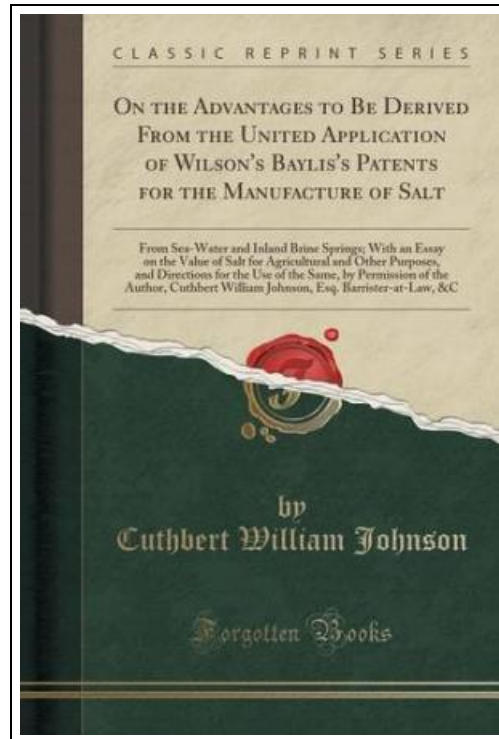 CLASSIC REPRINT SERIES
ON THE ADVANTAGES TO BE DERIVED
FROM THE UNITED APPLICATION
OF WILSON'S BAYLIS'S PATENTS
FOR THE MANUFACTURE OF SALT
From Sea-Water and Inland Brine Springs; With an Essay
on the Value of Salt for Agricultural and Other Purposes,
and Directions for the Use of the Same, by Permission of the
Author, Cuthbert William Johnson, Esq. Barrister-at-Law, &C
by
Cuthbert William Johnson
Forgotten Books